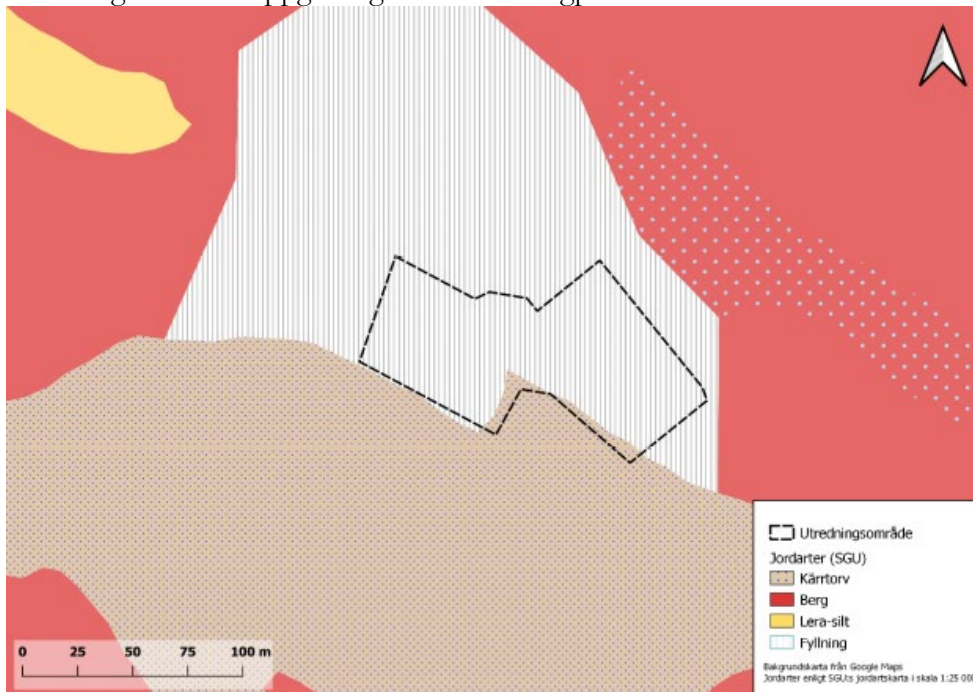 Utredningsområde
Jordarter (SGU)
Kärrtorv
Berg
Lera-silt
Fyllning
Bakgrundskarta från Google Maps
Jordarter enligt SGU:s jordartskarta i skala 1:25 00
0 25 50 75 100 m